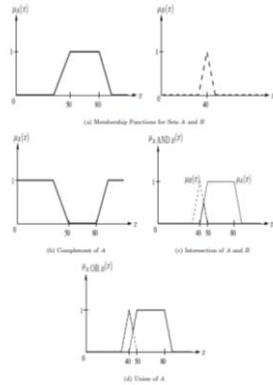 μA(x)
μB(x)
1
1
0
50
80
x
0
40
(a) Membership Functions for Sets A and B
μA(x)
μA AND B(x)
1
1
μB(x)
μA(x)
0
50
80
x
0
40 50
80
x
(b) Complement of A
(c) Intersection of A and B
μA OR B(x)
1
0
40 50
80
x
(d) Union of A